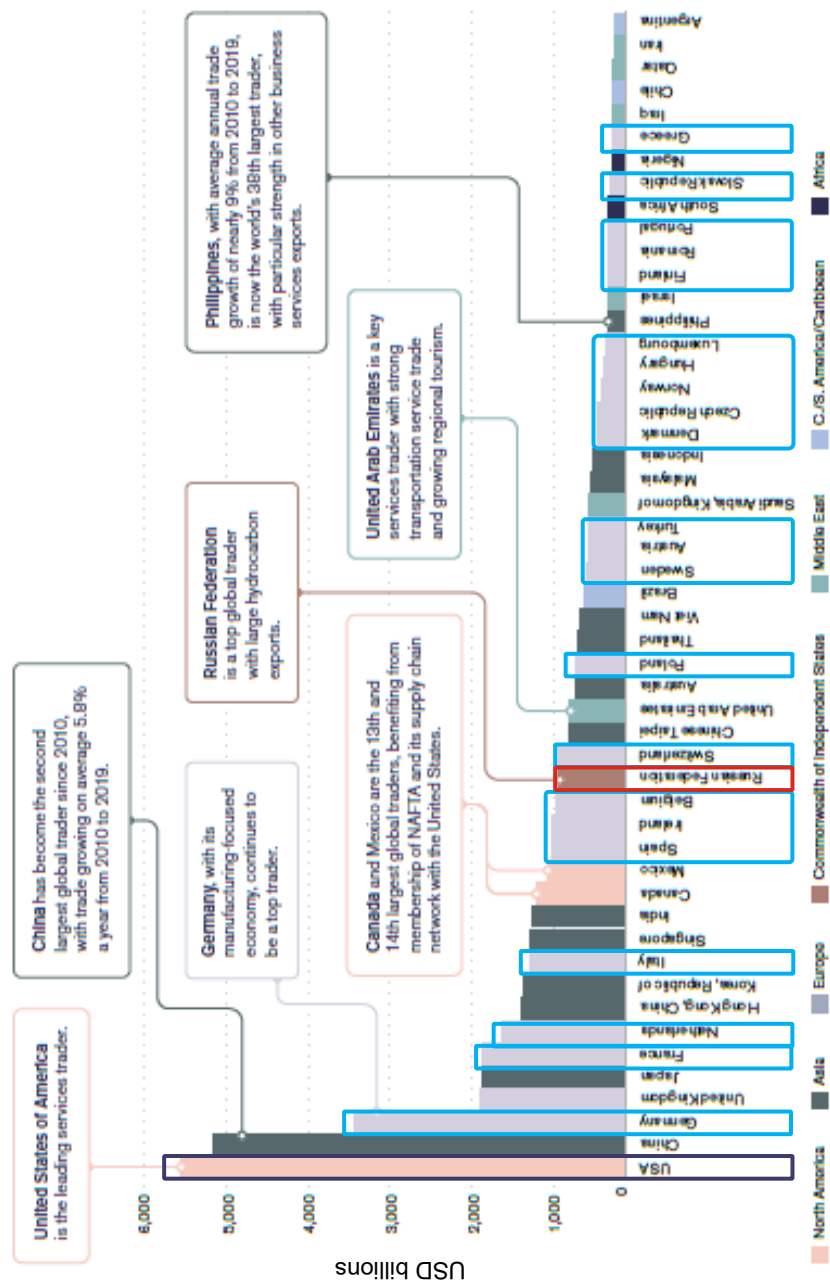 United States of America
is the leading services trader.
China has become the second
largest global trader since 2010,
with trade growing on average 5.8%
a year from 2010 to 2019.
Germany, with its
manufacturing-focused
economy, continues to
be a top trader.
Canada and Mexico are the 13th and
14th largest global traders, benefiting from
membership of NAFTA and its supply chain
network with the United States.
Russian Federation
is a top global trader
with large hydrocarbon
exports.
United Arab Emirates is a key
services trader with strong
transportation service trade
and growing regional tourism.
Philippines, with average annual trade
growth of nearly 9% from 2010 to 2019,
is now the world's 38th largest trader,
with particular strength in other business
services exports.
USD billions
6,000
5,000
4,000
3,000
2,000
1,000
0
USA
China
Germany
United Kingdom
Japan
France
Netherlands
Hong Kong, China
Korea, Republic of
Italy
Singapore
India
Canada
Mexico
Spain
Ireland
Belgium
Russian Federation
Switzerland
Chinese Taipei
United Arab Emirates
Australia
Poland
Thailand
Viet Nam
Brazil
Sweden
Austria
Turkey
Saudi Arabia, Kingdom of
Malaysia
Indonesia
Denmark
Czech Republic
Norway
Hungary
Luxembourg
Philippines
Israel
Finland
Romania
Portugal
South Africa
Slovak Republic
Nigeria
Greece
Iraq
Chile
Qatar
Iran
Argentina
North America
Asia
Europe
Commonwealth of Independent States
Middle East
C./S. America/Caribbean
Africa